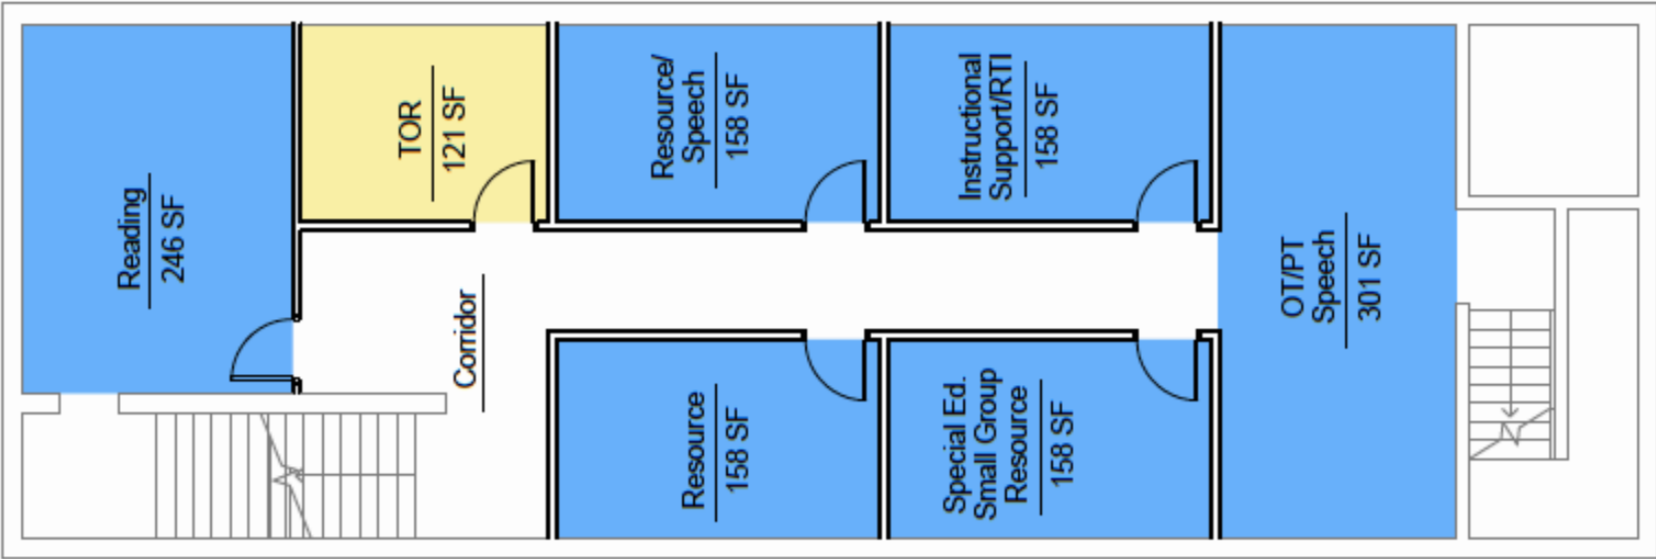 Reading
246 SF
TOR
121 SF
Resource/
Speech
158 SF
Instructional
Support/RTI
158 SF
OT/PT
Speech
301 SF
Corridor
Resource
158 SF
Special Ed.
Small Group
Resource
158 SF